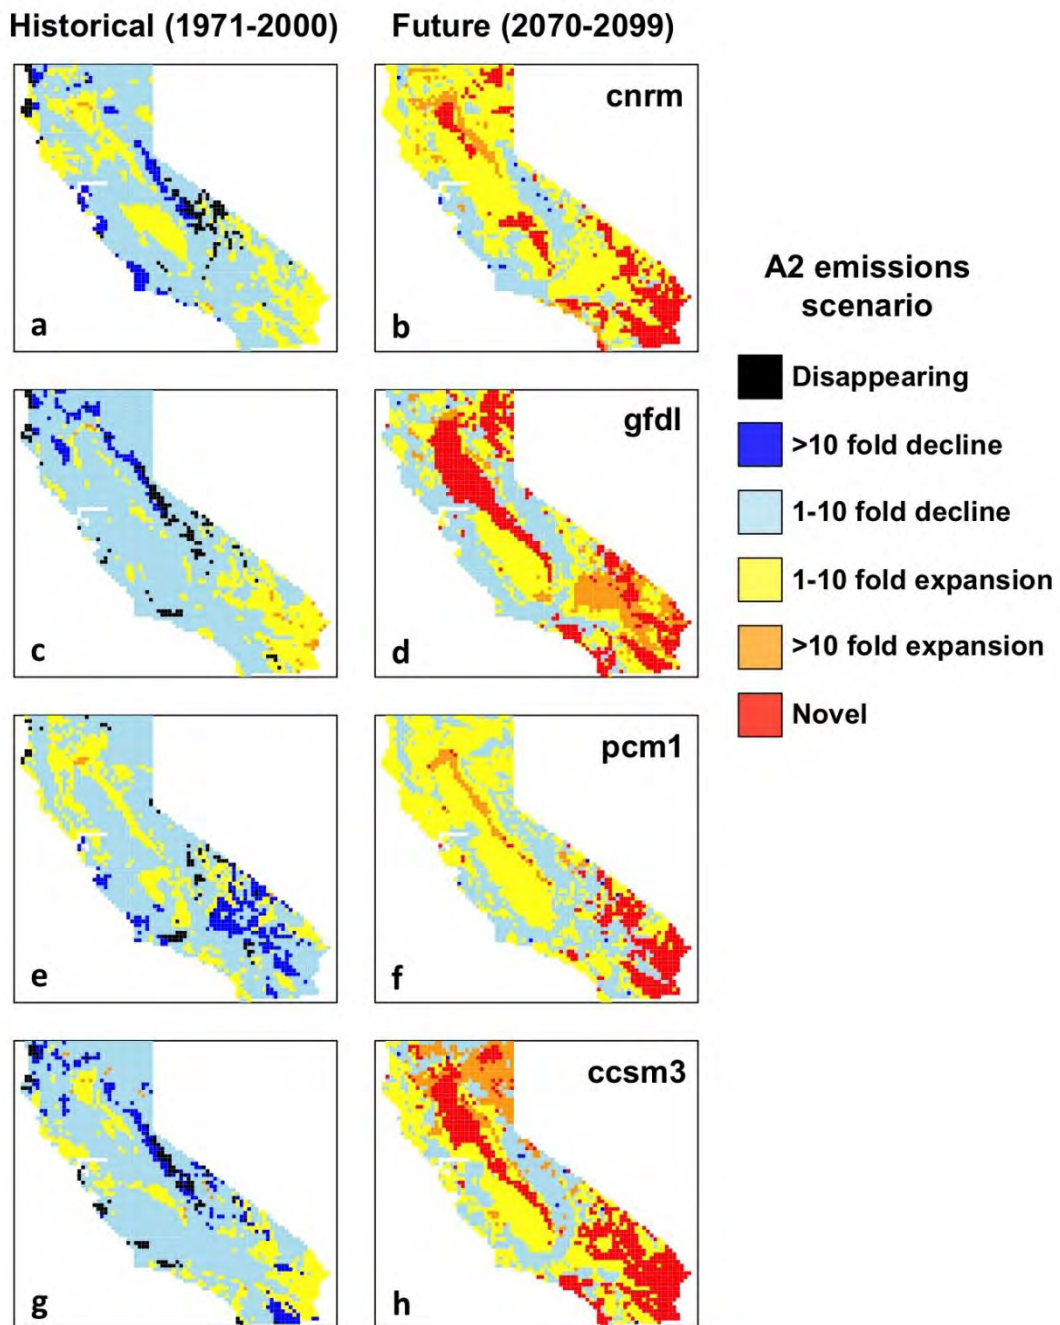 Historical (1971-2000)
Future (2070-2099)
a
b
cnrm
c
d
gfdl
e
f
pcm1
g
h
ccsm3
A2 emissions
scenario
Disappearing
>10 fold decline
1-10 fold decline
1-10 fold expansion
>10 fold expansion
Novel